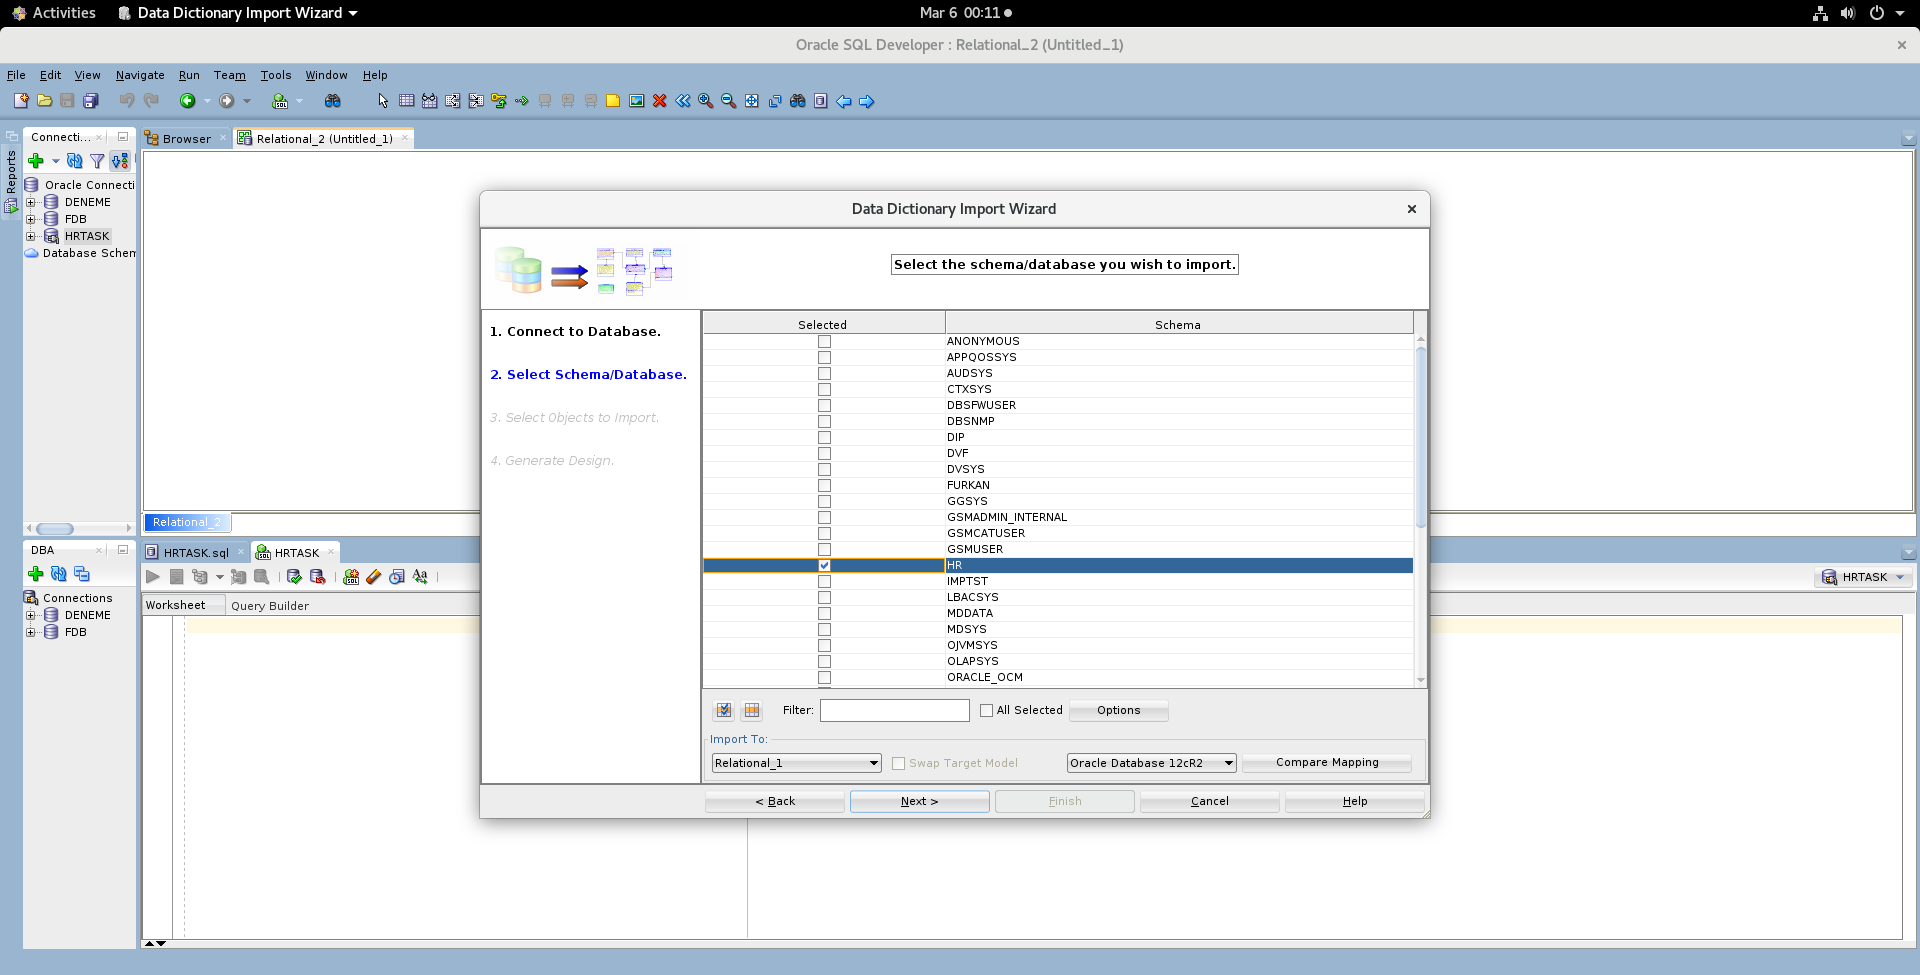 Activities
Data Dictionary Import Wizard
Mar 6 00:11
Oracle SQL Developer : Relational_2 (Untitled_1)
File Edit View Navigate Run Team Tools Window Help
Reports
Connecti...
Oracle Connecti
DENEME
FDB
HRTASK
Database Schem
Browser
Relational_2 (Untitled_1)
Relational_2
DBA
Connections
DENEME
FDB
HRTASK.sql
HRTASK
Aa
HRTASK
Worksheet
Query Builder
Data Dictionary Import Wizard
Select the schema/database you wish to import.
1. Connect to Database.
2. Select Schema/Database.
3. Select Objects to Import.
4. Generate Design.
Selected Schema
ANONYMOUS
APPQOSSYS
AUDSYS
CTXSYS
DBSFWUSER
DBSNMP
DIP
DVF
DVSYS
FURKAN
GGSYS
GSMADMIN_INTERNAL
GSMCATUSER
GSMUSER
HR
IMPTST
LBACSYS
MDDATA
MDSYS
OJVMSYS
OLAPSYS
ORACLE_OCM
Filter:
All Selected
Options
Import To:
Relational_1
Swap Target Model
Oracle Database 12cR2
Compare Mapping
< Back
Next >
Finish
Cancel
Help